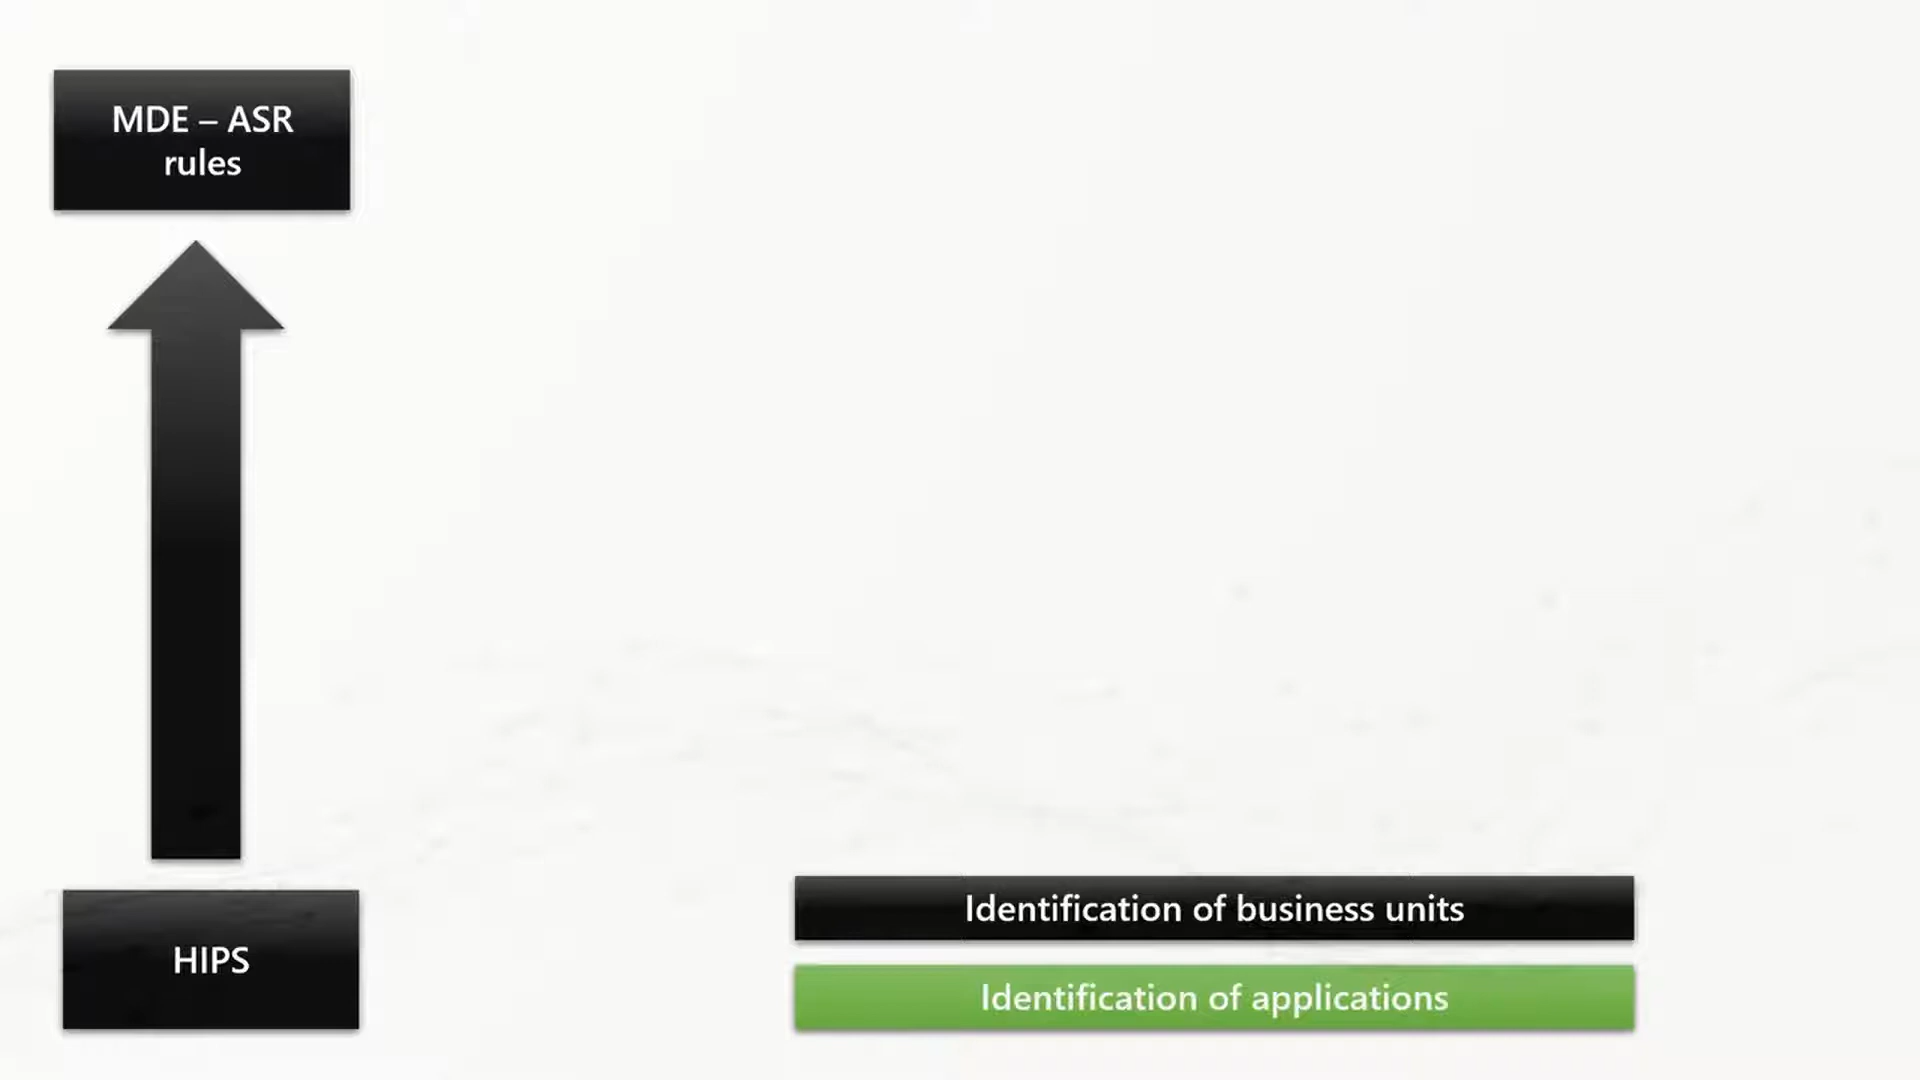 MDE – ASR
rules
HIPS
Identification of business units
Identification of applications